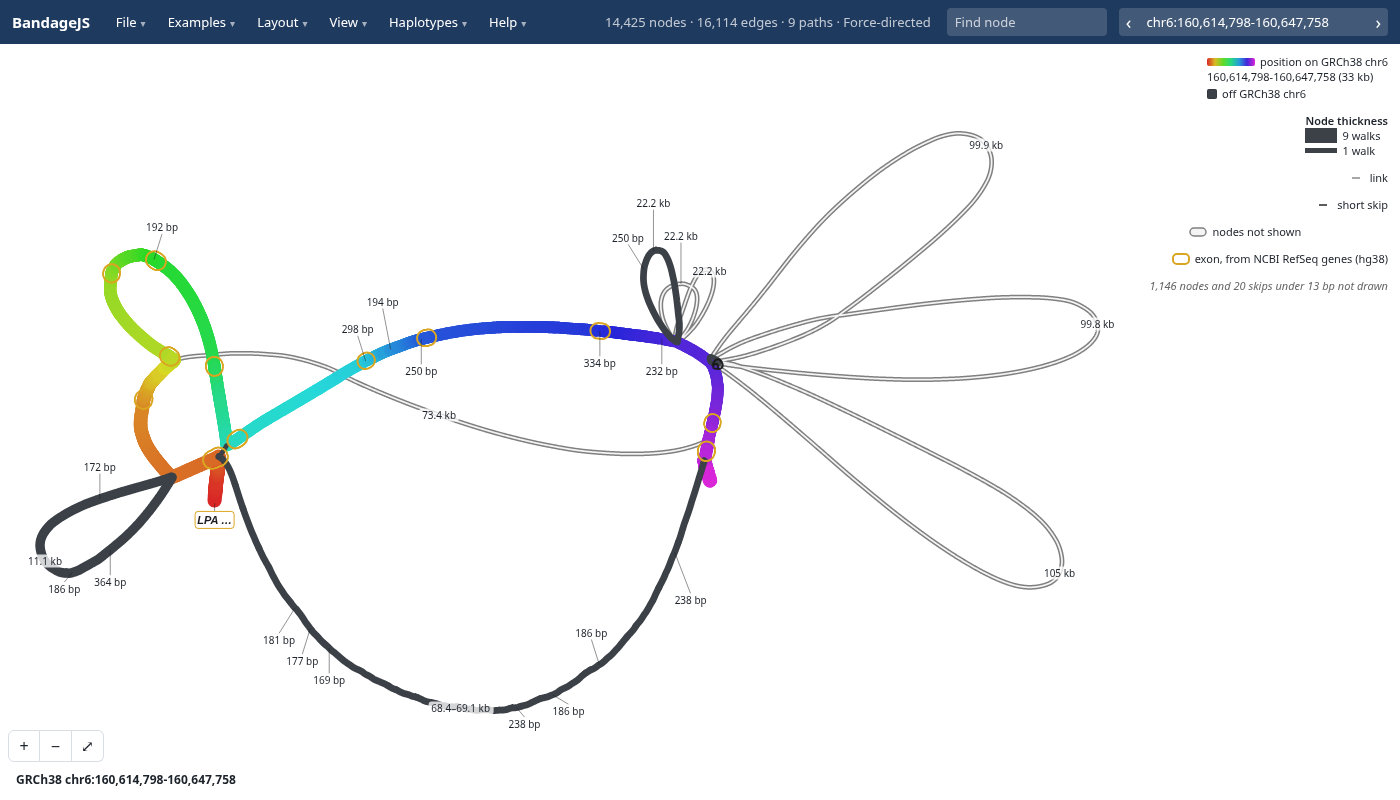 BandageJS File ▾ Examples ▾ Layout ▾ View ▾ Haplotypes ▾ Help ▾ 14,425 nodes · 16,114 edges · 9 paths · Force-directed Find node ‹ chr6:160,614,798-160,647,758 ›
position on GRCh38 chr6
160,614,798-160,647,758 (33 kb)
off GRCh38 chr6
Node thickness
9 walks
1 walk
link
short skip
nodes not shown
exon, from NCBI RefSeq genes (hg38)
1,146 nodes and 20 skips under 13 bp not drawn
99.9 kb
22.2 kb
192 bp
250 bp
22.2 kb
22.2 kb
194 bp
298 bp
99.8 kb
334 bp
250 bp
232 bp
73.4 kb
172 bp
LPA ...
11.1 kb
364 bp
186 bp
105 kb
238 bp
181 bp
186 bp
177 bp
169 bp
68.4–69.1 kb
186 bp
238 bp
+ − ⤢
GRCh38 chr6:160,614,798-160,647,758